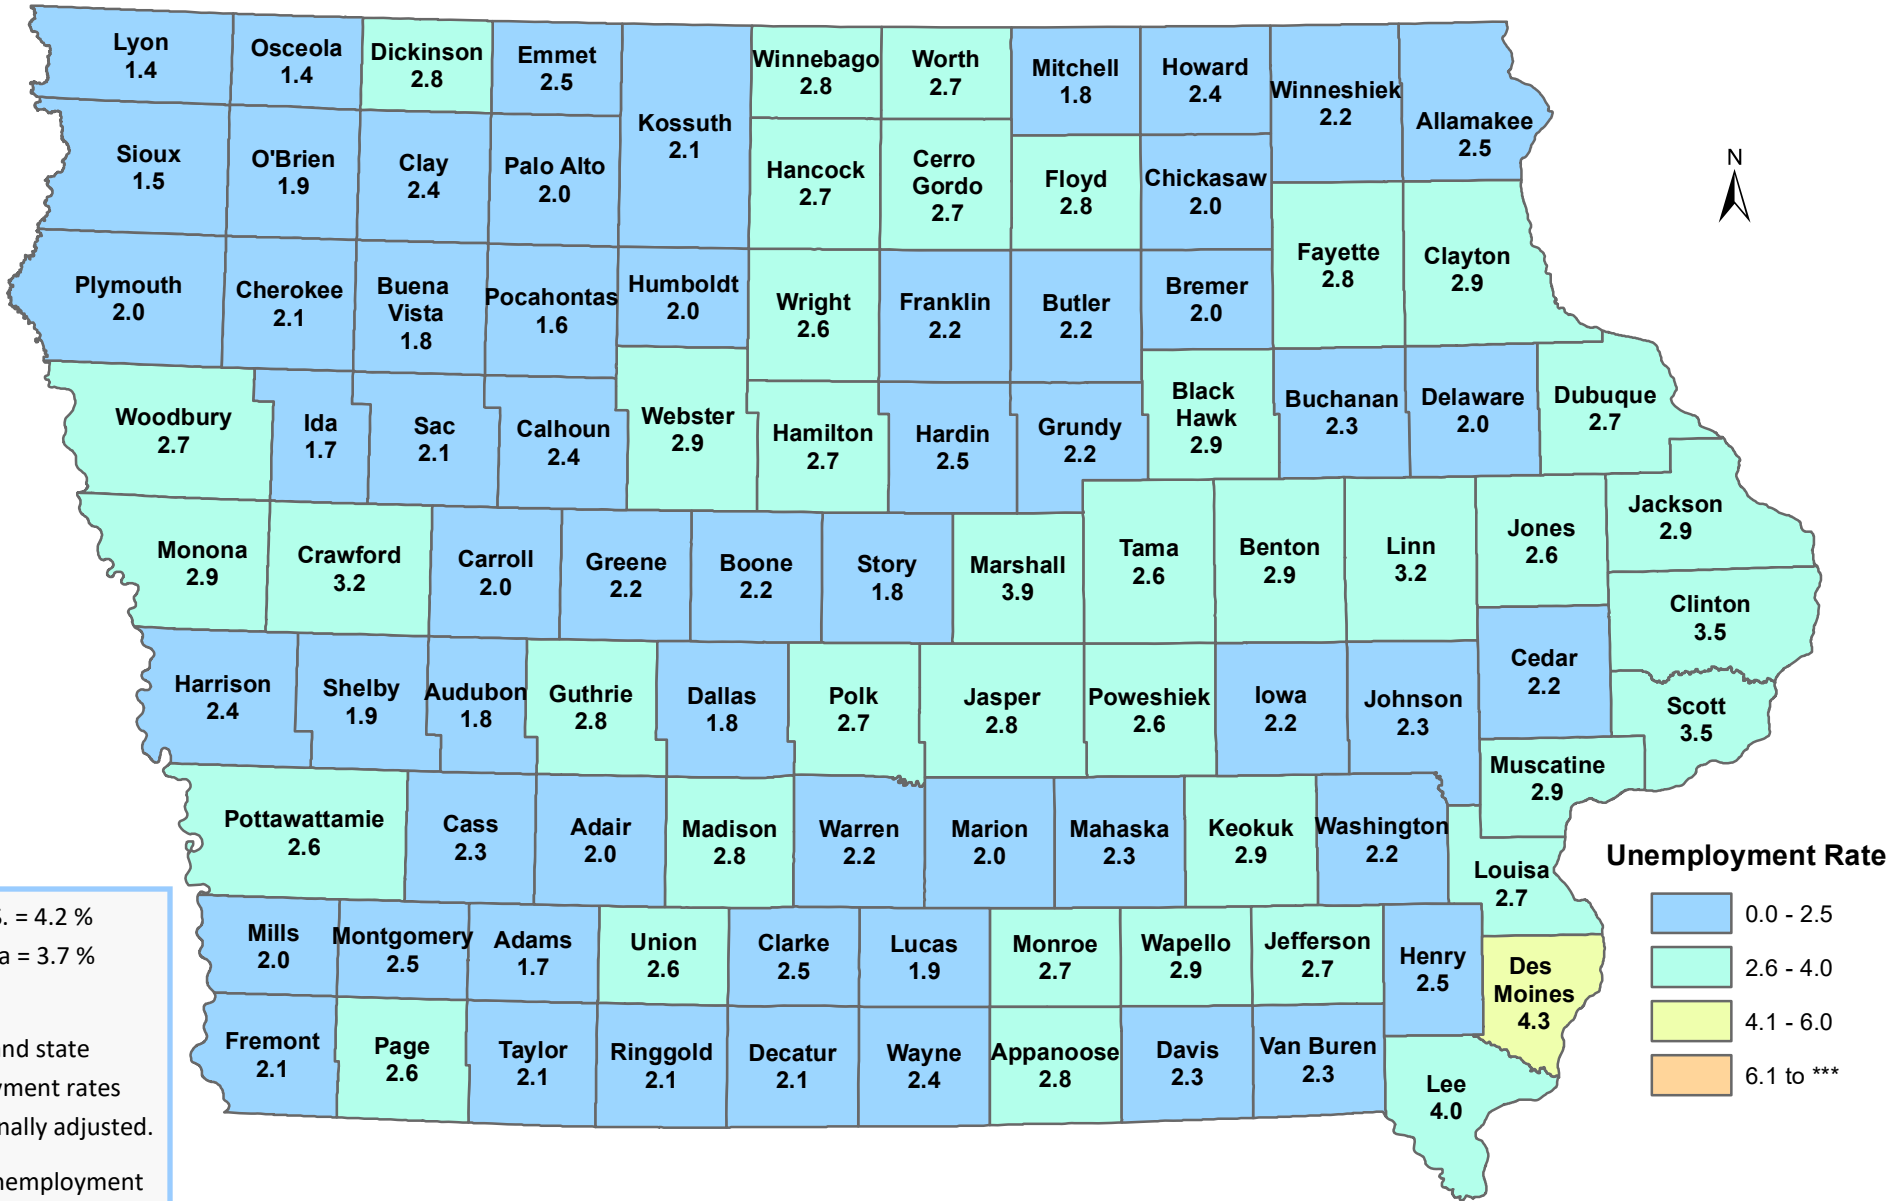 Lyon
1.4
Osceola
1.4
Dickinson
2.8
Emmet
2.5
Kossuth
2.1
Winnebago
2.8
Worth
2.7
Mitchell
1.8
Howard
2.4
Winneshiek
2.2
Allamakee
2.5
N
Sioux
1.5
O'Brien
1.9
Clay
2.4
Palo Alto
2.0
Hancock
2.7
Cerro
Gordo
2.7
Floyd
2.8
Chickasaw
2.0
Fayette
2.8
Clayton
2.9
Plymouth
2.0
Cherokee
2.1
Buena
Vista
1.8
Pocahontas
1.6
Humboldt
2.0
Wright
2.6
Franklin
2.2
Butler
2.2
Bremer
2.0
Woodbury
2.7
Ida
1.7
Sac
2.1
Calhoun
2.4
Webster
2.9
Hamilton
2.7
Hardin
2.5
Grundy
2.2
Black
Hawk
2.9
Buchanan
2.3
Delaware
2.0
Dubuque
2.7
Monona
2.9
Crawford
3.2
Carroll
2.0
Greene
2.2
Boone
2.2
Story
1.8
Marshall
3.9
Tama
2.6
Benton
2.9
Linn
3.2
Jones
2.6
Jackson
2.9
Clinton
3.5
Harrison
2.4
Shelby
1.9
Audubon
1.8
Guthrie
2.8
Dallas
1.8
Polk
2.7
Jasper
2.8
Poweshiek
2.6
Iowa
2.2
Johnson
2.3
Cedar
2.2
Scott
3.5
Muscatine
2.9
Pottawattamie
2.6
Cass
2.3
Adair
2.0
Madison
2.8
Warren
2.2
Marion
2.0
Mahaska
2.3
Keokuk
2.9
Washington
2.2
Louisa
2.7
Mills
2.0
Montgomery
2.5
Adams
1.7
Union
2.6
Clarke
2.5
Lucas
1.9
Monroe
2.7
Wapello
2.9
Jefferson
2.7
Henry
2.5
Des
Moines
4.3
Fremont
2.1
Page
2.6
Taylor
2.1
Ringgold
2.1
Decatur
2.1
Wayne
2.4
Appanoose
2.8
Davis
2.3
Van Buren
2.3
Lee
4.0
Unemployment Rate
0.0 - 2.5
2.6 - 4.0
4.1 - 6.0
6.1 to ***
. = 4.2 %
a = 3.7 %
nd state
yment rates
nally adjusted.
nemployment